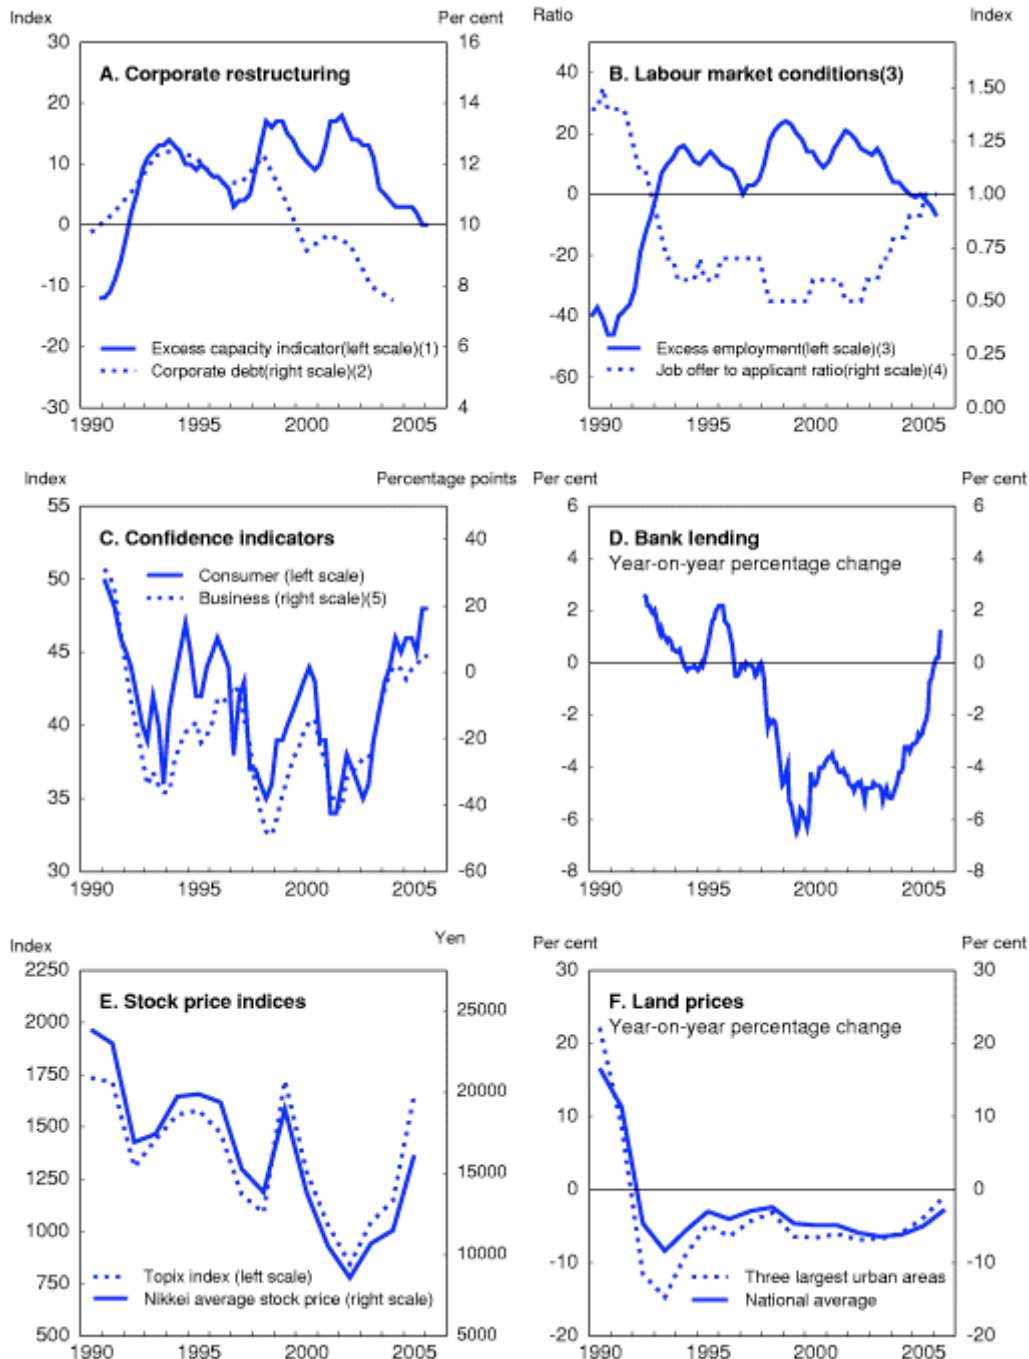 Index Per cent
A. Corporate restructuring
30 16
20 14
10 12
0 10
-10 8
-20 6
-30 4
Excess capacity indicator(left scale)(1)
Corporate debt(right scale)(2)
1990 1995 2000 2005
Ratio Index
B. Labour market conditions(3)
40 1.50
20 1.25
0 1.00
-20 0.75
-40 0.50
-60 0.25
0.00
Excess employment(left scale)(3)
Job offer to applicant ratio(right scale)(4)
1990 1995 2000 2005
Index Percentage points
C. Confidence indicators
Consumer (left scale)
Business (right scale)(5)
55 40
50 20
45 0
40 -20
35 -40
30 -60
1990 1995 2000 2005
Per cent Per cent
D. Bank lending
Year-on-year percentage change
6 6
4 4
2 2
0 0
-2 -2
-4 -4
-6 -6
-8 -8
1990 1995 2000 2005
Index Yen
E. Stock price indices
2250
2000 25000
1750 20000
1500
1250 15000
1000 10000
750
500 5000
Topix index (left scale)
Nikkei average stock price (right scale)
1990 1995 2000 2005
Per cent Per cent
F. Land prices
Year-on-year percentage change
30 30
20 20
10 10
0 0
-10 -10
-20 -20
Three largest urban areas
National average
1990 1995 2000 2005